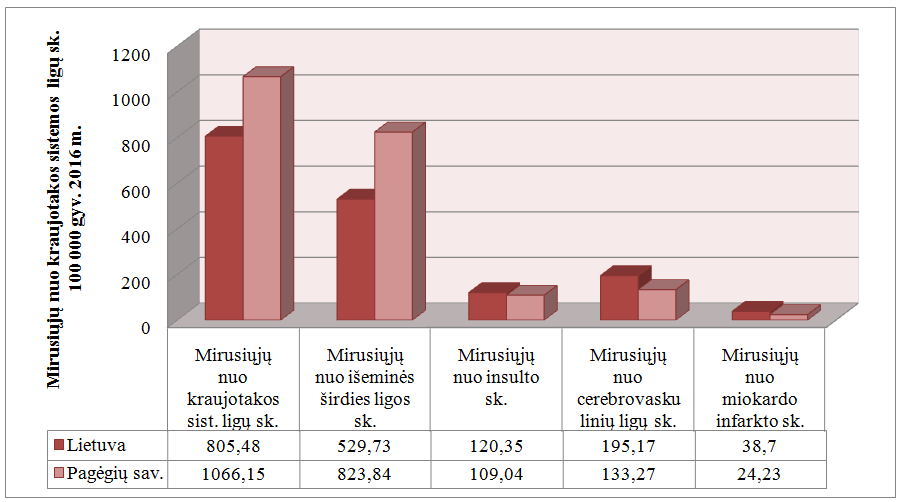 Mirusiųjų nuo kraujotakos sistemos ligų sk.
100 000 gyv. 2016 m.
1200
1000
800
600
400
200
0
Mirusiųjų
nuo
kraujotakos
sist. ligų sk.
Mirusiųjų
nuo išeminės
širdies ligos
sk.
Mirusiųjų
nuo insulto
sk.
Mirusiųjų
nuo
cerebrovasku
linių ligų sk.
Mirusiųjų
nuo
miokardo
infarkto sk.
Lietuva 805,48 529,73 120,35 195,17 38,7
Pagėgių sav. 1066,15 823,84 109,04 133,27 24,23